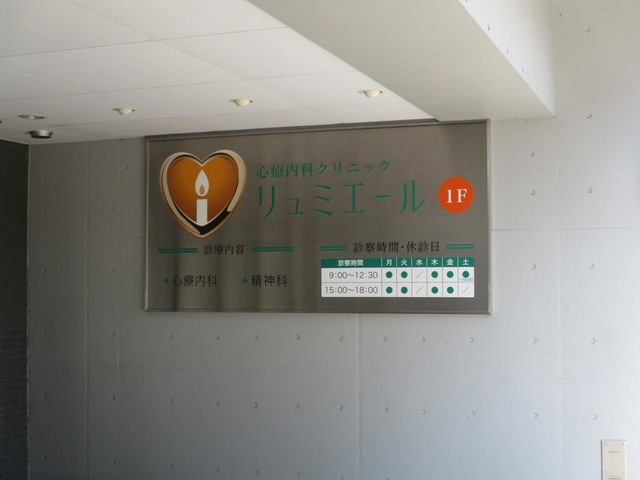 心療内科クリニック
リュミエール 1F
診療内容
心療内科 精神科
診察時間・休診日
診察時間 月 火 水 木 金 土
9:00〜12:30 ● ● ／ ● ● ●
15:00〜18:00 ● ● ／ ● ● ／